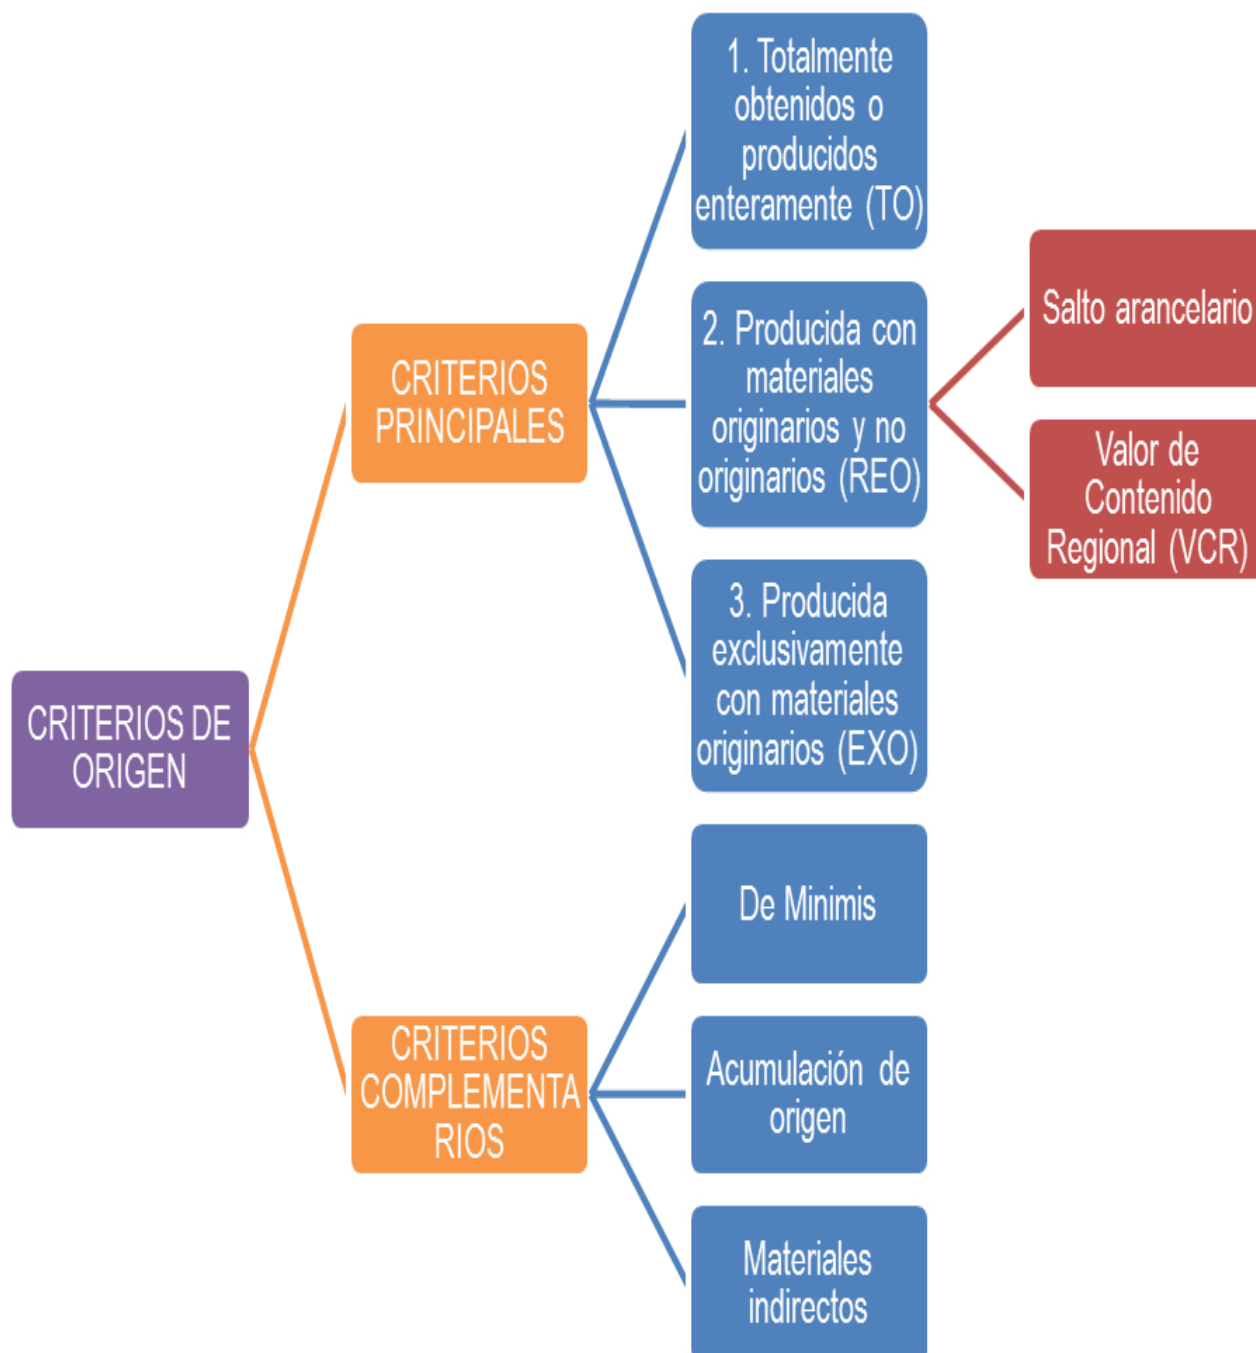 CRITERIOS DE
ORIGEN
CRITERIOS
PRINCIPALES
1. Totalmente
obtenidos o
producidos
enteramente (TO)
2. Producida con
materiales
originarios y no
originarios (REO)
Salto arancelario
Valor de
Contenido
Regional (VCR)
3. Producida
exclusivamente
con materiales
originarios (EXO)
CRITERIOS
COMPLEMENTA
RIOS
De Minimis
Acumulación de
origen
Materiales
indirectos